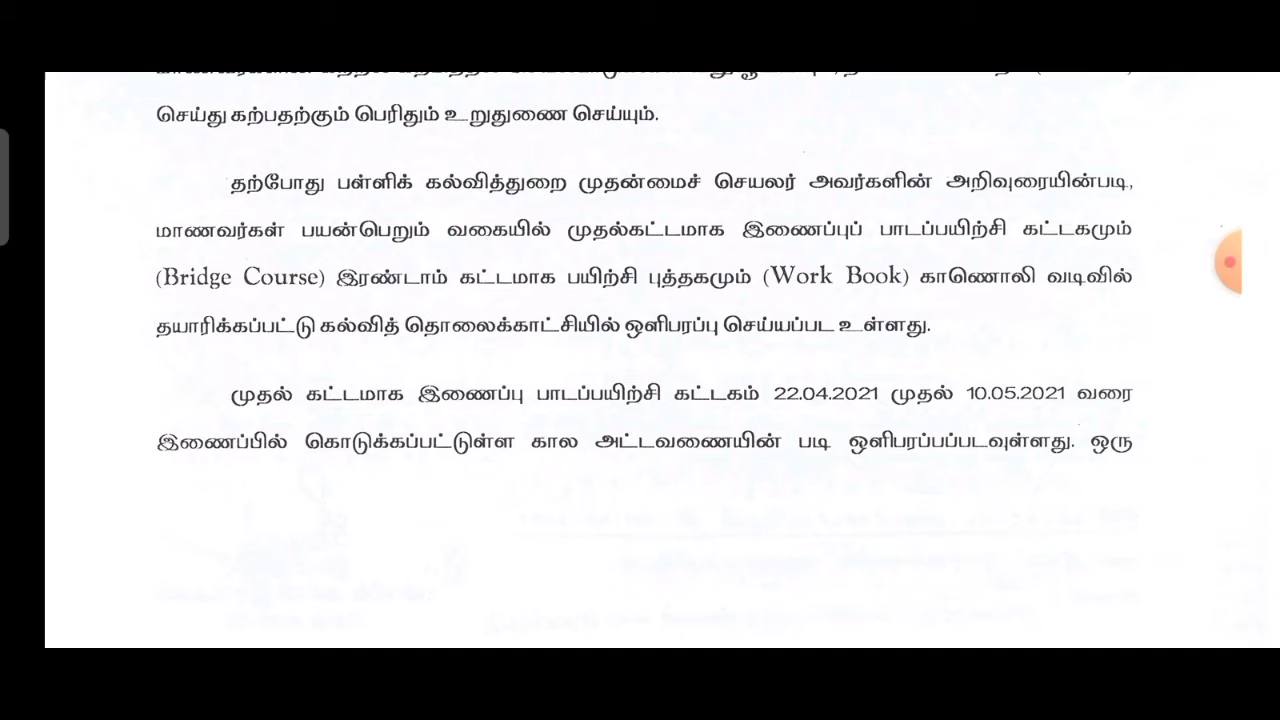 செய்து கற்பதற்கும் பெரிதும் உறுதுணை செய்யும்.
தற்போது பள்ளிக் கல்வித்துறை முதன்மைச் செயலர் அவர்களின் அறிவுரையின்படி,
மாணவர்கள் பயன்பெறும் வகையில் முதல்கட்டமாக இணைப்புப் பாடப்பயிற்சி கட்டகமும்
(Bridge Course) இரண்டாம் கட்டமாக பயிற்சி புத்தகமும் (Work Book) காணொலி வடிவில்
தயாரிக்கப்பட்டு கல்வித் தொலைக்காட்சியில் ஒளிபரப்பு செய்யப்பட உள்ளது.
முதல் கட்டமாக இணைப்பு பாடப்பயிற்சி கட்டகம் 22.04.2021 முதல் 10.05.2021 வரை
இணைப்பில் கொடுக்கப்பட்டுள்ள கால அட்டவணையின் படி ஒளிபரப்பப்படவுள்ளது. ஒரு